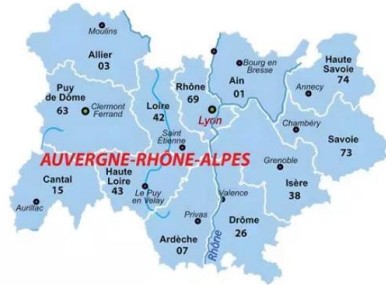 Moulins
Allier
03
Puy
de Dôme
63
Clermont
Ferrand
Loire
42
Rhône
69
Lyon
Bourg en
Bresse
Ain
01
Haute
Savoie
74
Annecy
Chambéry
Savoie
73
Saint
Étienne
AUVERGNE-RHÔNE-ALPES
Grenoble
Isère
38
Cantal
15
Aurillac
Haute
Loire
43
Le Puy
en Velay
Valence
Privas
Ardèche
07
Rhône
Drôme
26